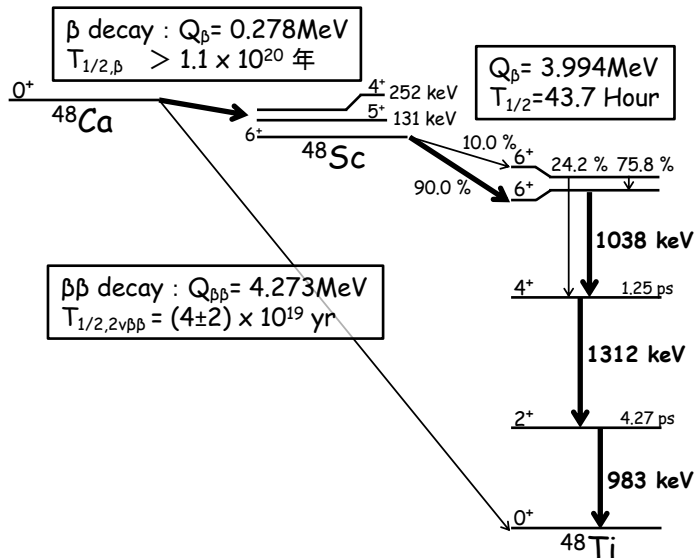 β decay : Qβ= 0.278MeV
T1/2,β > 1.1 x 10²⁰ 年
Qβ = 3.994MeV
T1/2=43.7 Hour
0⁺
⁴⁸Ca
4⁺ 252 keV
5⁺ 131 keV
6⁺
⁴⁸Sc
10.0 %
6⁺
24.2 % 75.8 %
90.0 %
6⁺
1038 keV
ββ decay : Qββ= 4.273MeV
T1/2,2νββ = (4±2) x 10¹⁹ yr
4⁺
1.25 ps
1312 keV
2⁺
4.27 ps
983 keV
0⁺
⁴⁸Ti